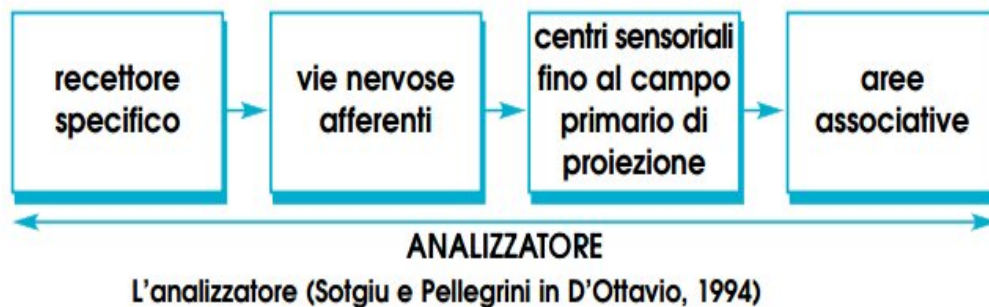 recettore
specifico
vie nervose
afferenti
centri sensoriali
fino al campo
primario di
proiezione
aree
associative
ANALIZZATORE
L'analizzatore (Sotgiu e Pellegrini in D'Ottavio, 1994)